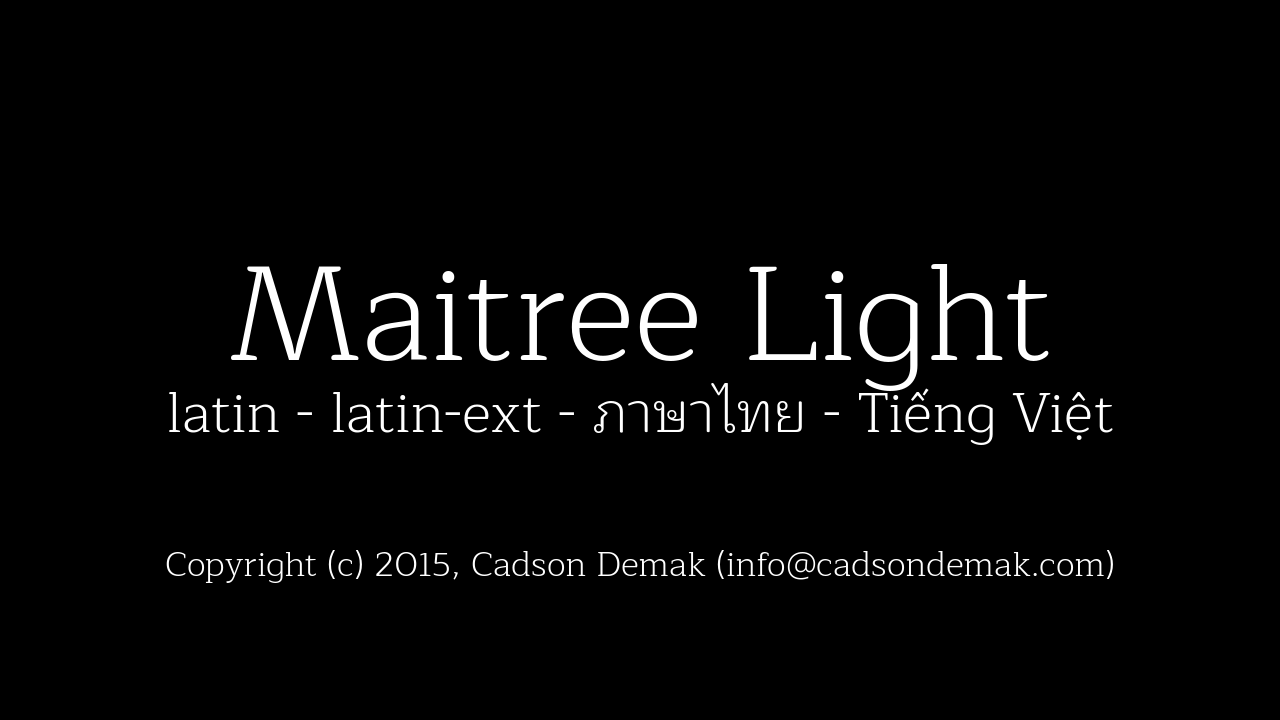 Maitree Light
latin - latin-ext - ภาษาไทย - Tiếng Việt
Copyright (c) 2015, Cadson Demak (info@cadsondemak.com)